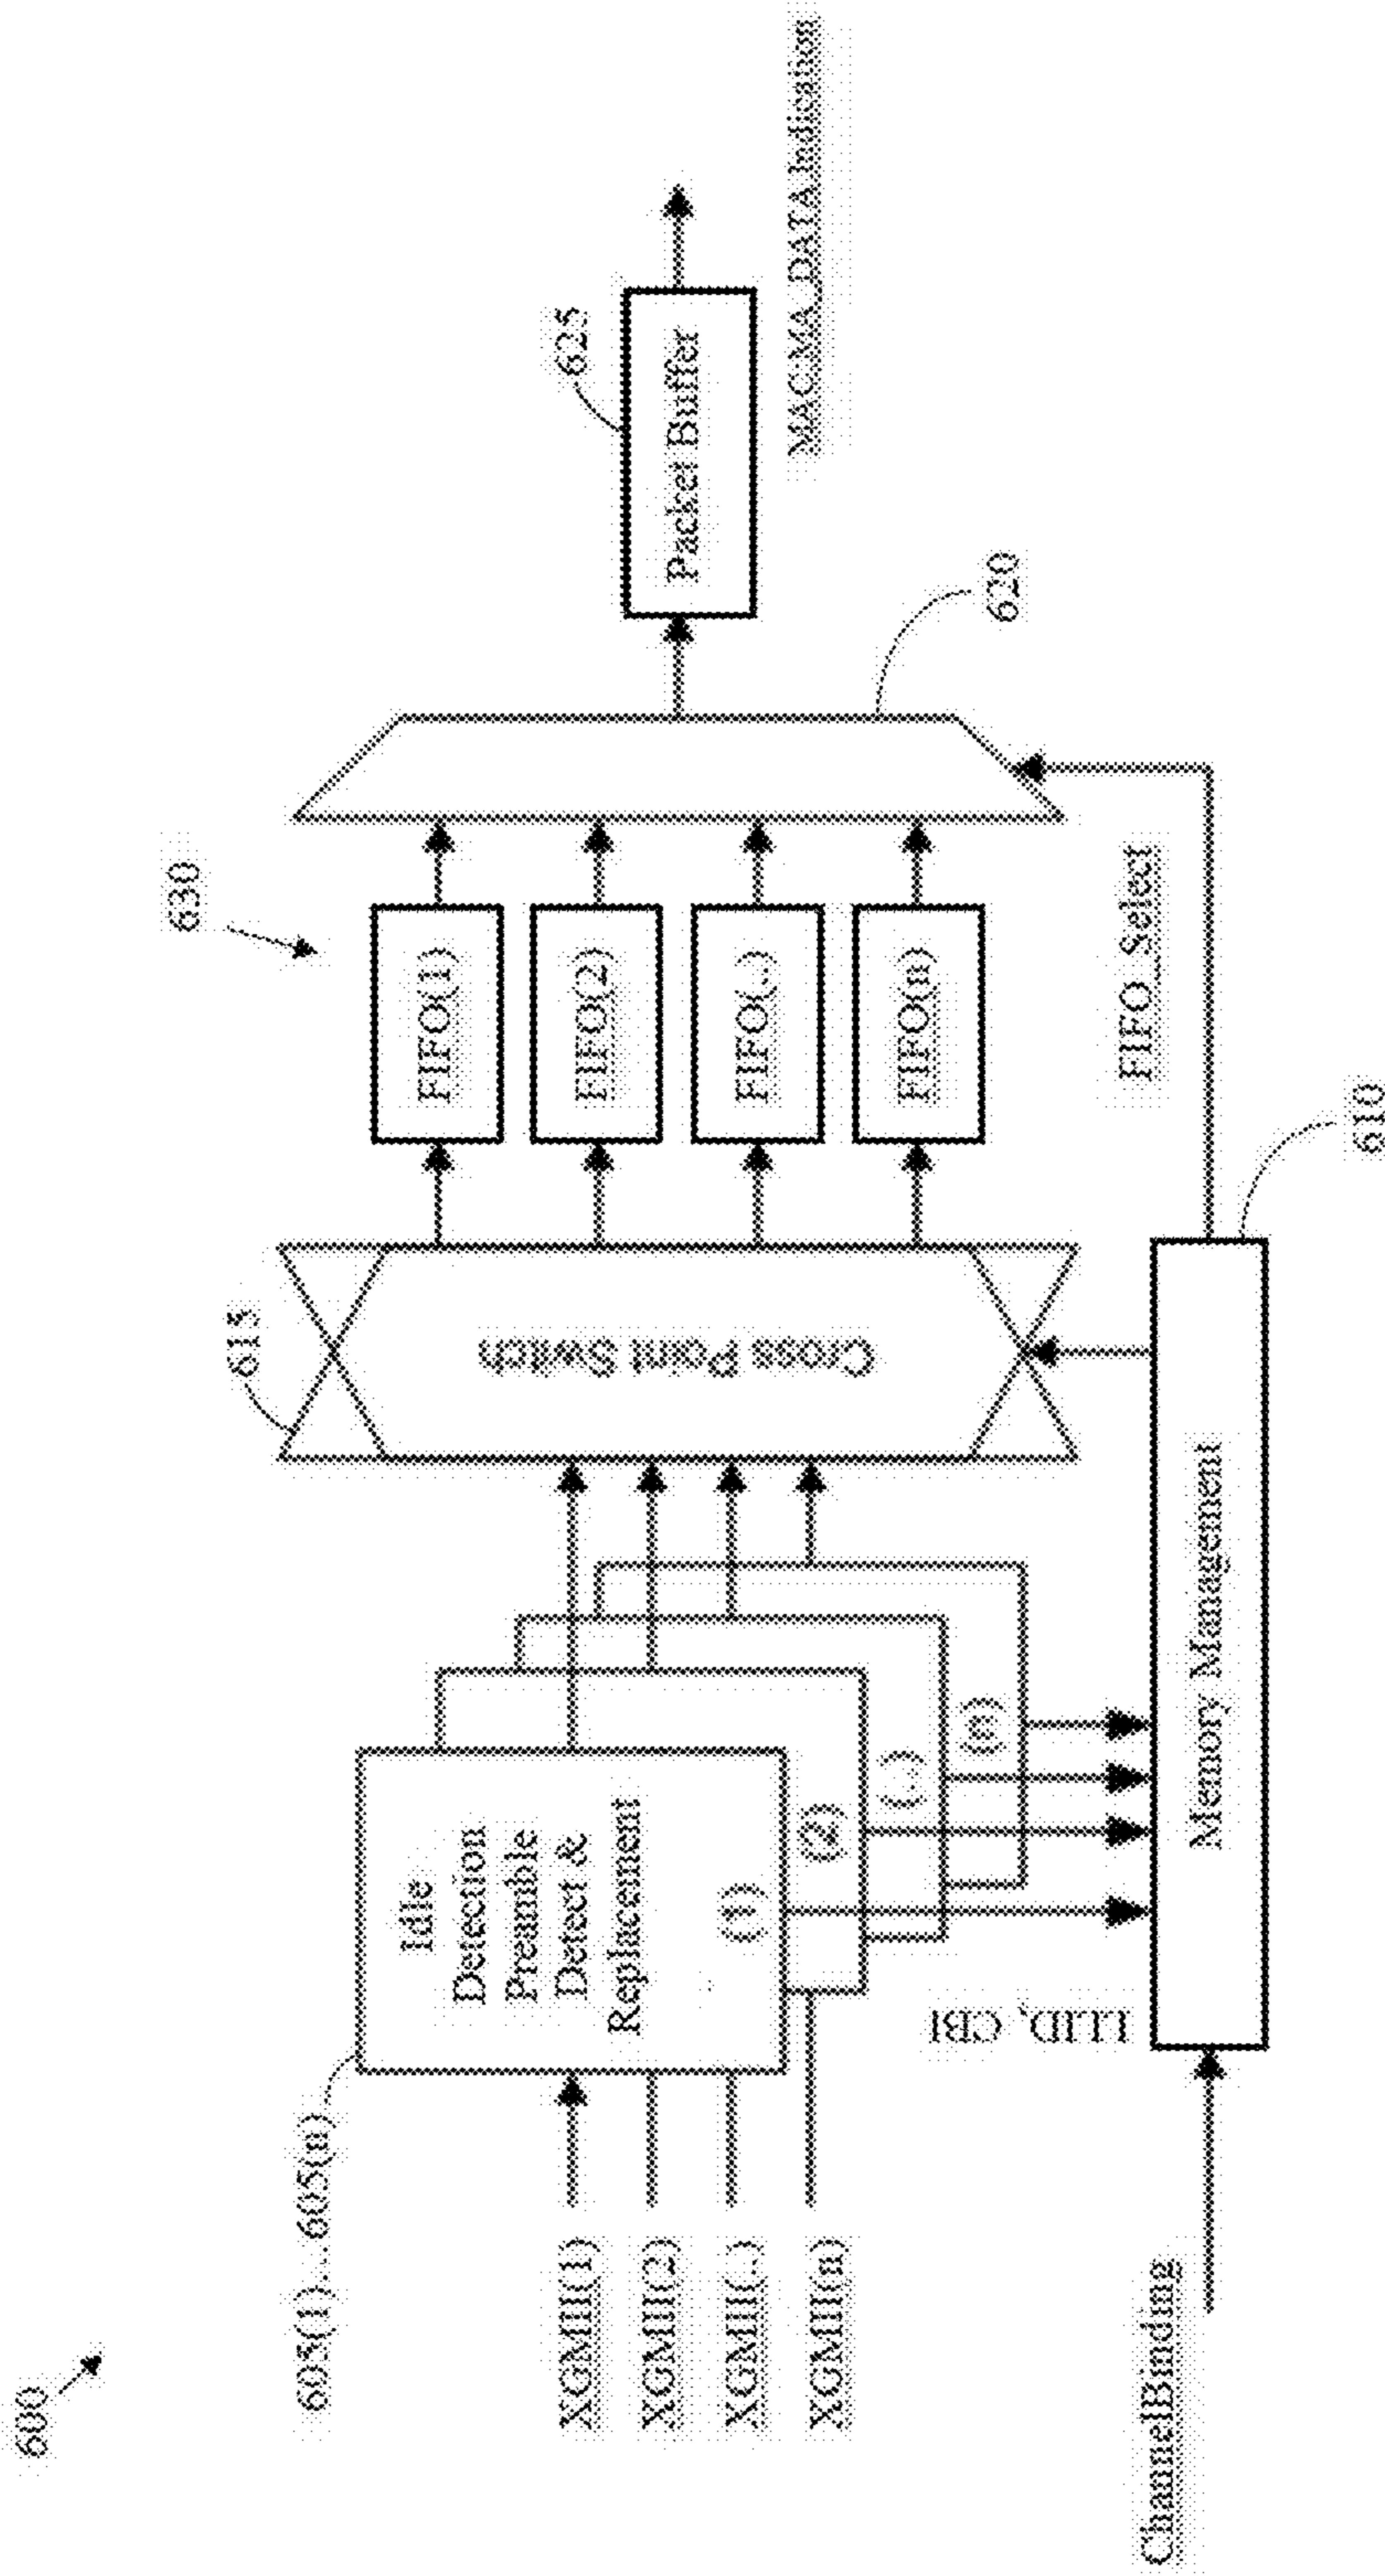 600
605(1)...605(n)
XGMII(1)
XGMII(2)
XGMII(..)
XGMII(n)
ChannelBinding
Idle
Detection
Preamble
Detect &
Replacement
(1)
(2)
(..)
(n)
LLID, CBI
Memory Management
610
615
Cross Point Switch
630
FIFO(1)
FIFO(2)
FIFO(..)
FIFO(n)
FIFO_Select
620
625
Packet Buffer
MAC:MA_DATA.Indication